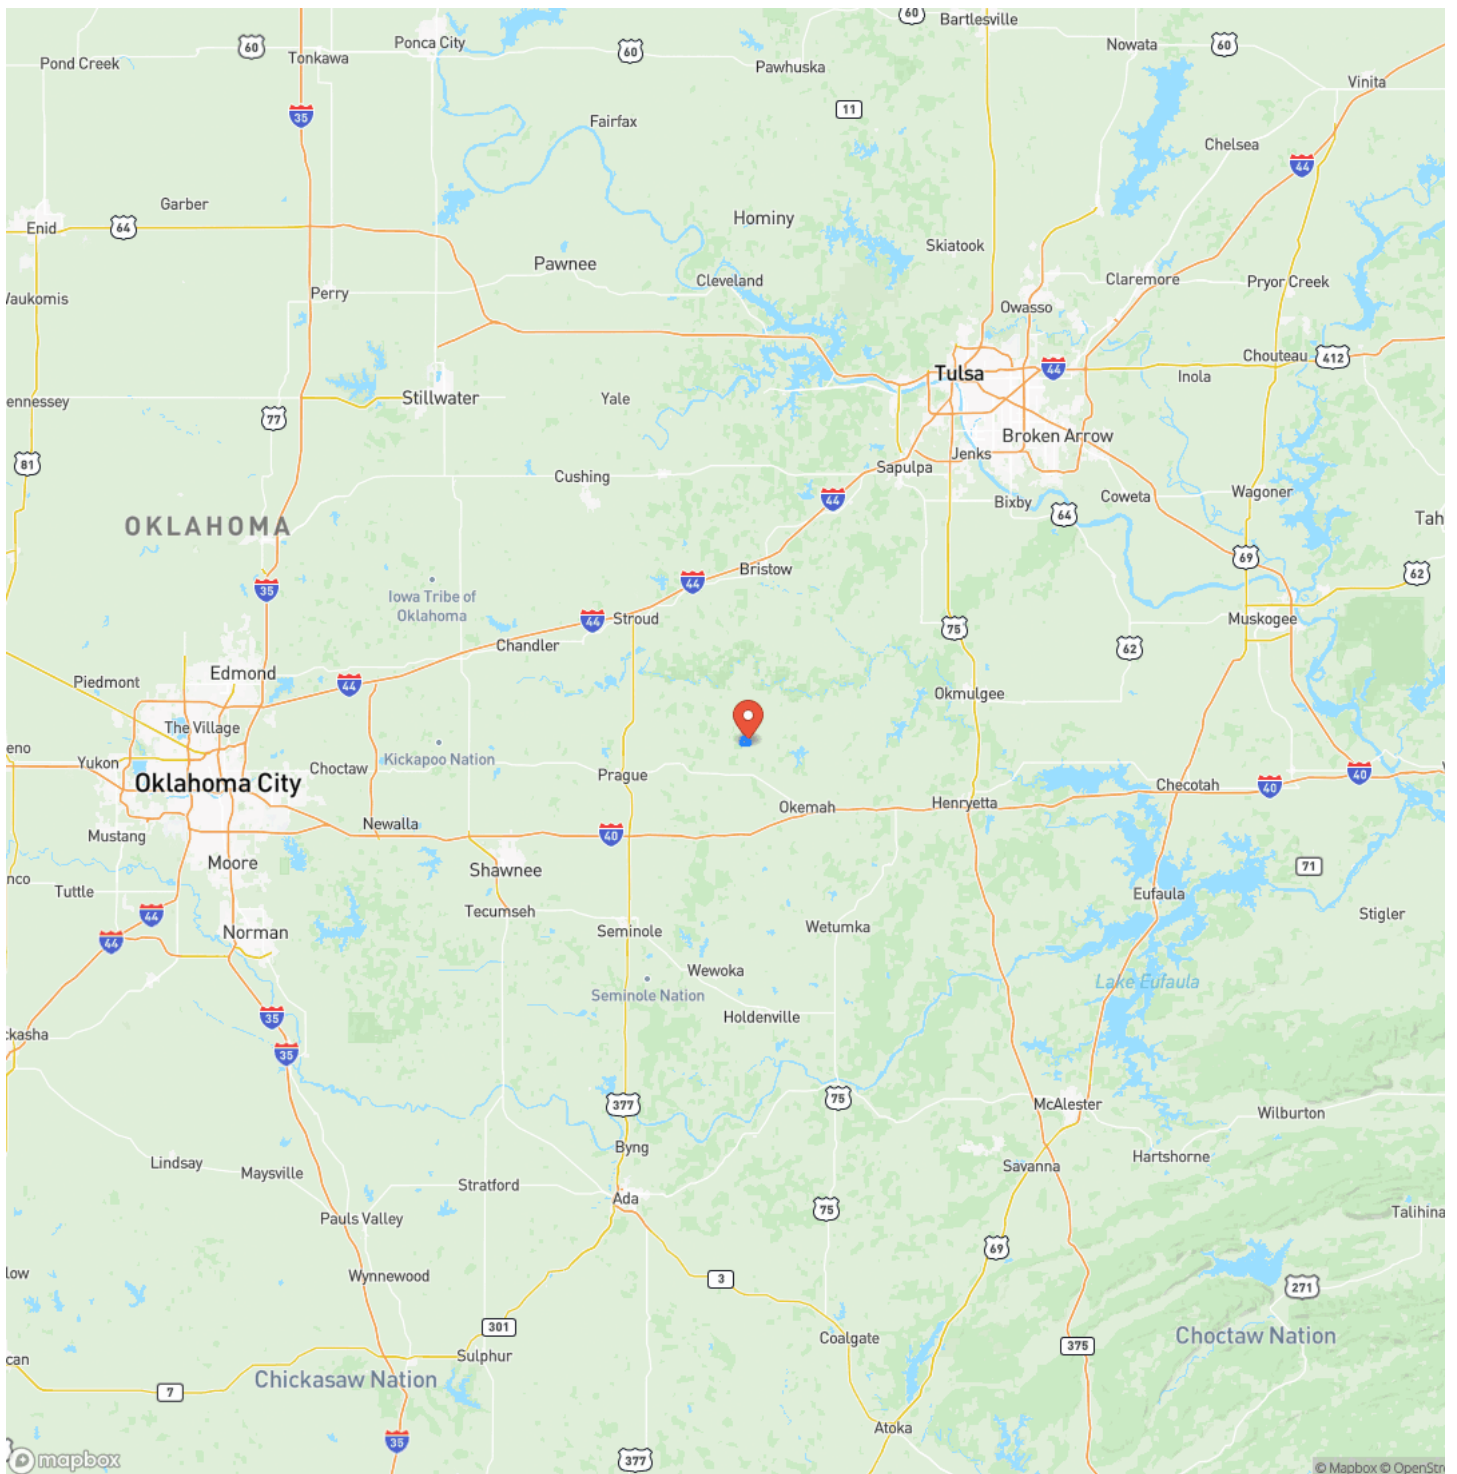 60
Bartlesville
60
Ponca City
60
Nowata
60
Pond Creek
Tonkawa
Pawhuska
Vinita
35
11
Fairfax
Chelsea
44
Garber
Hominy
Enid
64
Skiatook
Pawnee
Cleveland
Claremore
Pryor Creek
Waukomis
Perry
Owasso
Chouteau
412
Tulsa
44
Inola
Stillwater
Yale
ennessey
77
Broken Arrow
Jenks
81
Sapulpa
Cushing
44
Bixby
Coweta
Wagoner
64
Tah
OKLAHOMA
69
Bristow
62
35
44
Iowa Tribe of
Oklahoma
44
Stroud
Muskogee
75
Chandler
62
Edmond
Piedmont
44
Okmulgee
The Village
eno
Yukon
Choctaw
Kickapoo Nation
Prague
40
Oklahoma City
Checotah
40
Okemah
Henryetta
Mustang
Newalla
40
Moore
Shawnee
71
nco
Tuttle
Eufaula
44
Tecumseh
Stigler
44
Norman
Seminole
Wetumka
Wewoka
Lake Eufaula
Seminole Nation
35
Holdenville
ckasha
35
377
75
McAlester
Wilburton
Byng
Lindsay
Maysville
Savanna
Hartshorne
Stratford
Ada
75
Talihina
Pauls Valley
69
low
Wynnewood
3
271
301
Coalgate
Choctaw Nation
375
can
Sulphur
Chickasaw Nation
7
Atoka
35
377
mapbox
© Mapbox © OpenStre